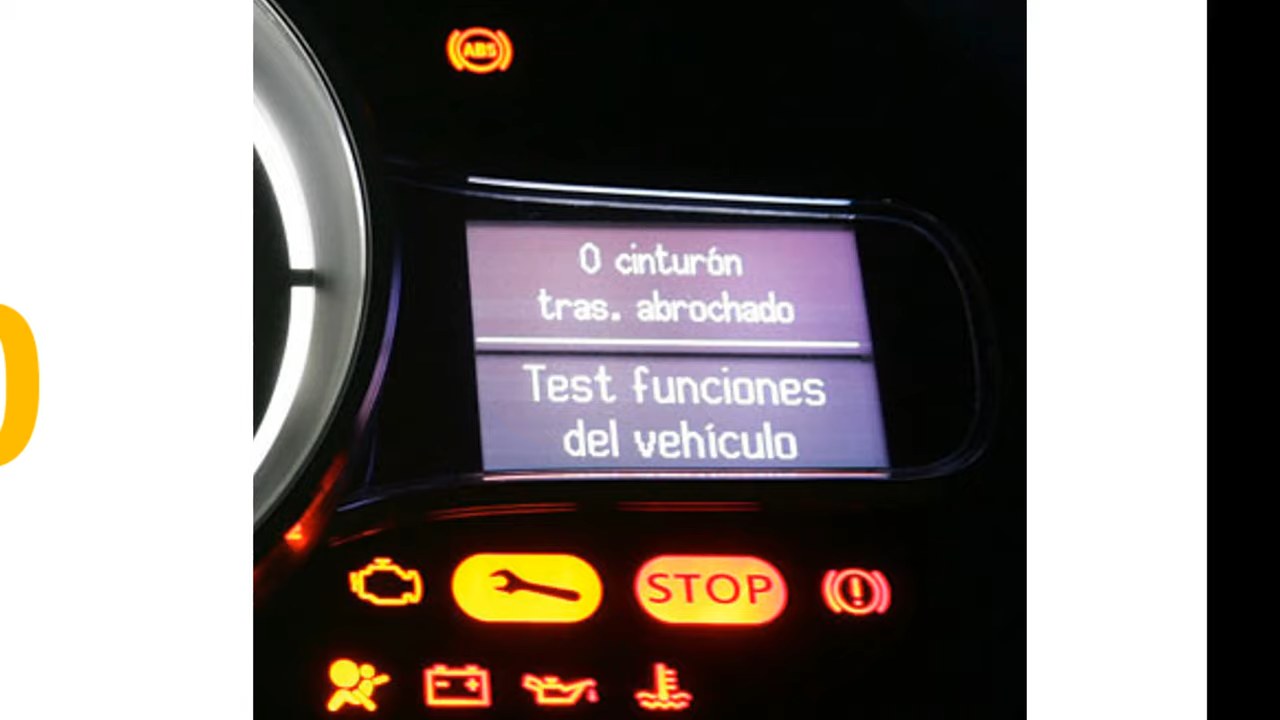 ABS
0 cinturón
tras. abrochado
Test funciones
del vehículo
STOP